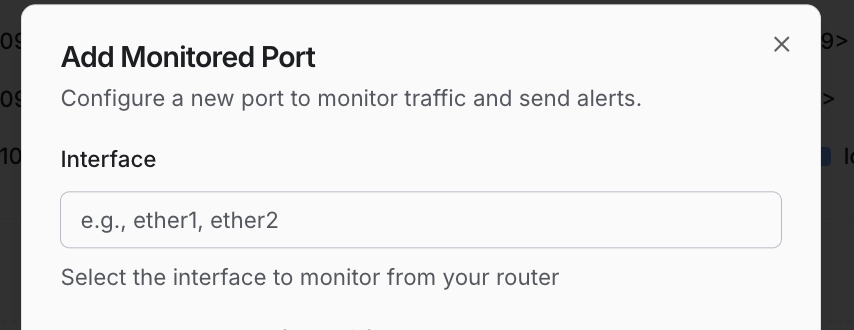 Add Monitored Port
Configure a new port to monitor traffic and send alerts.
Interface
e.g., ether1, ether2
Select the interface to monitor from your router
09
9>
09
>
10